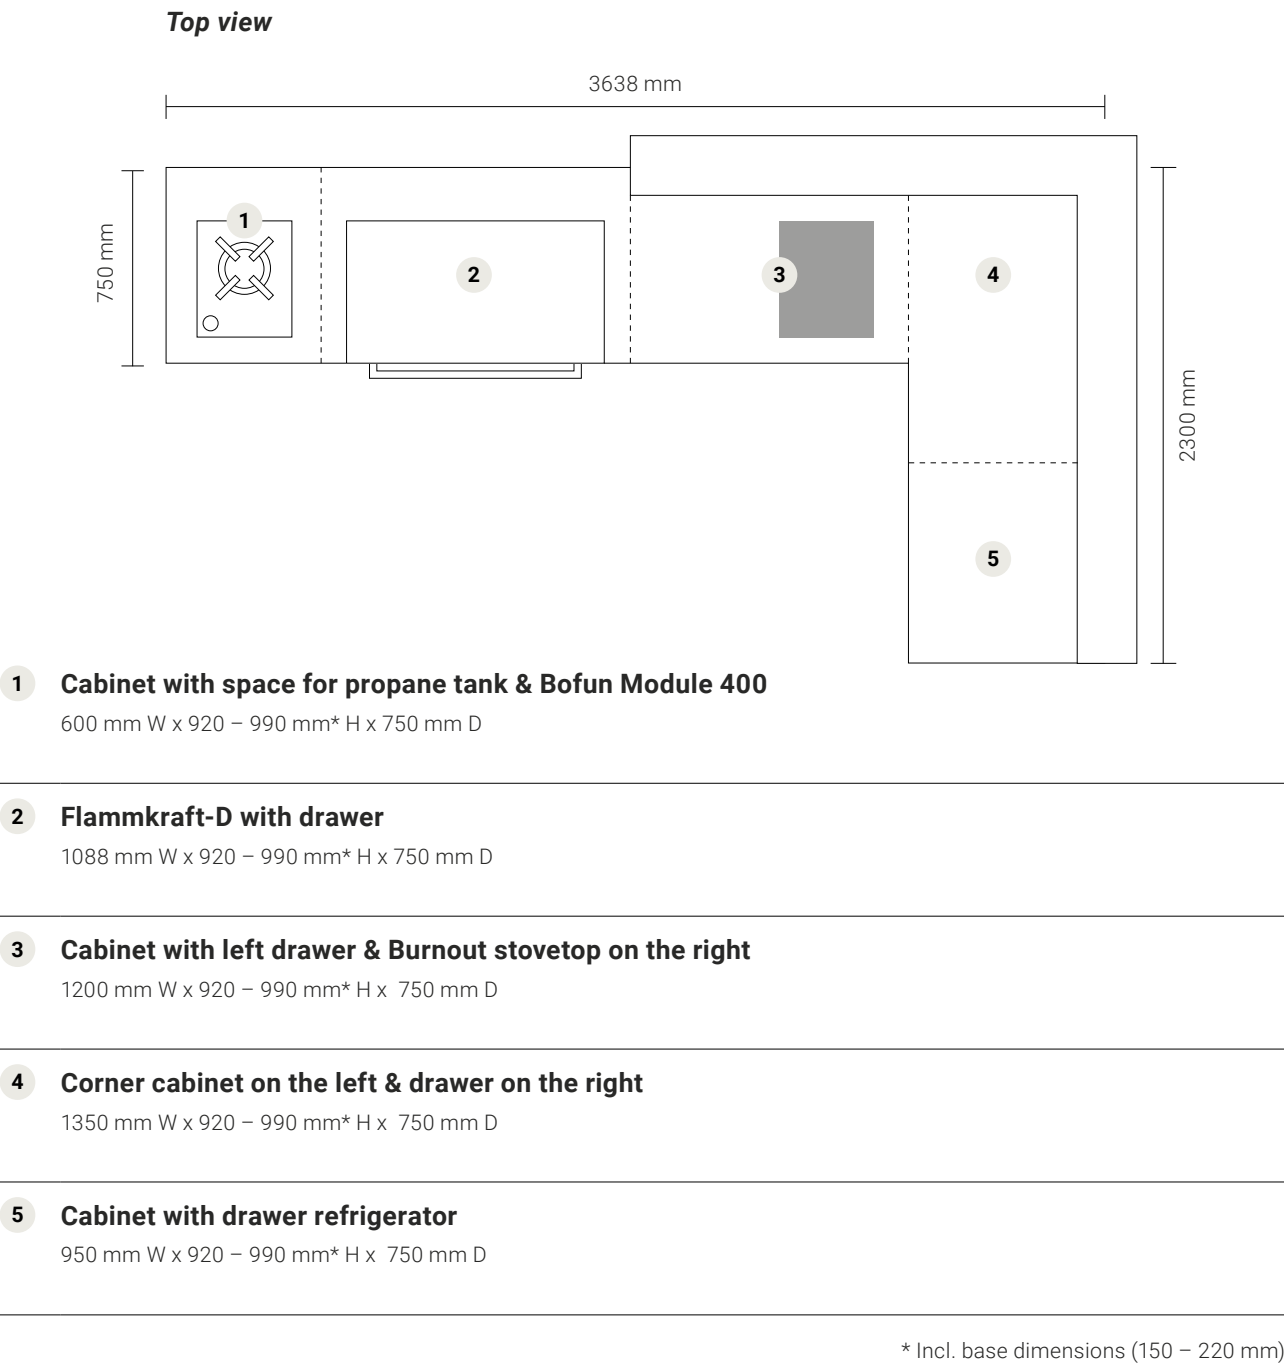 Top view
3638 mm
750 mm
1
2
3
4
2300 mm
5
1 Cabinet with space for propane tank & Bofun Module 400
600 mm W x 920 – 990 mm* H x 750 mm D
2 Flammkraft-D with drawer
1088 mm W x 920 – 990 mm* H x 750 mm D
3 Cabinet with left drawer & Burnout stovetop on the right
1200 mm W x 920 – 990 mm* H x 750 mm D
4 Corner cabinet on the left & drawer on the right
1350 mm W x 920 – 990 mm* H x 750 mm D
5 Cabinet with drawer refrigerator
950 mm W x 920 – 990 mm* H x 750 mm D
* Incl. base dimensions (150 – 220 mm)